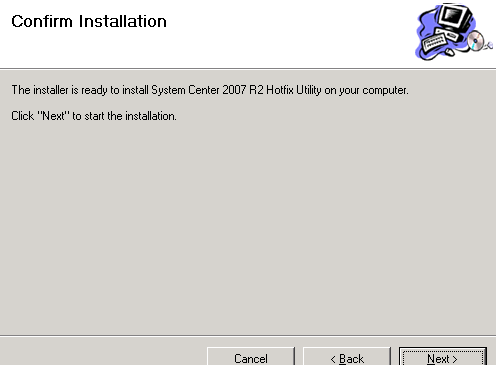 Confirm Installation
The installer is ready to install System Center 2007 R2 Hotfix Utility on your computer.
Click "Next" to start the installation.
Cancel
< Back
Next >